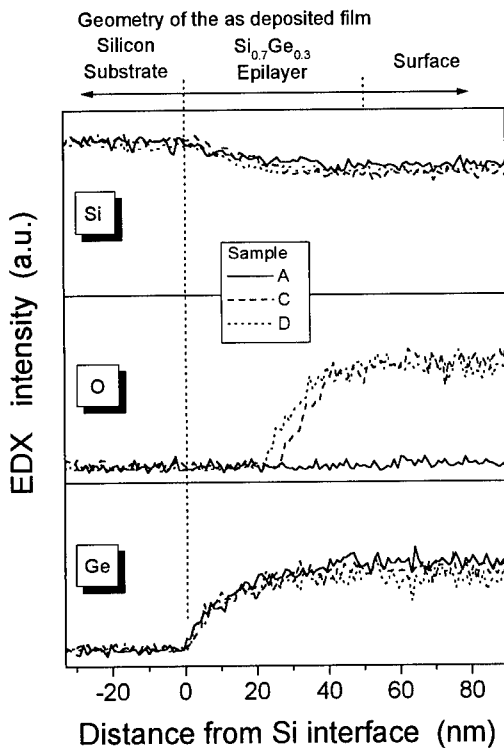 Geometry of the as deposited film
Silicon
Substrate
Si0.7Ge0.3
Epilayer
Surface
EDX intensity (a.u.)
Si
Sample
A
C
D
O
Ge
-20 0 20 40 60 80
Distance from Si interface (nm)